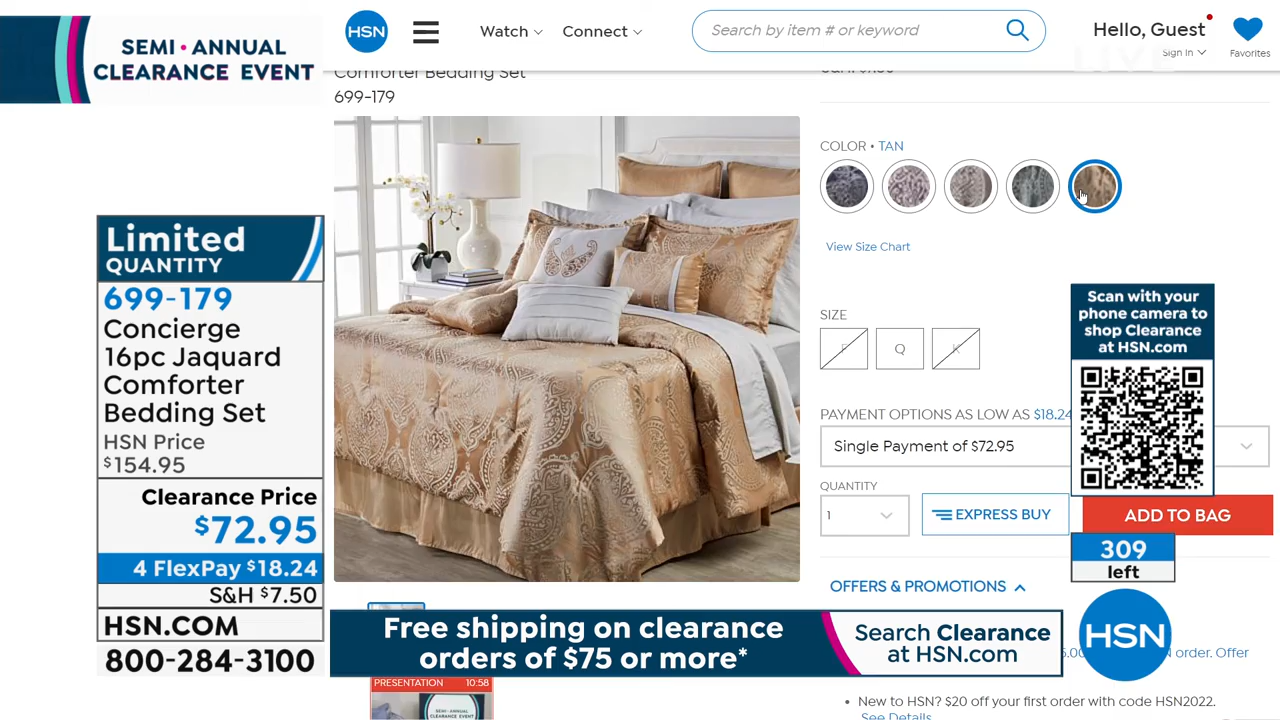 SEMI • ANNUAL
CLEARANCE EVENT
HSN
Watch
Connect
Search by item # or keyword
Hello, Guest
Sign In
Favorites
LIVE
Comforter Bedding Set
699-179
COLOR • TAN
View Size Chart
SIZE
F
Q
K
PAYMENT OPTIONS AS LOW AS $18.24
Single Payment of $72.95
QUANTITY
1
EXPRESS BUY
ADD TO BAG
OFFERS & PROMOTIONS
Limited
QUANTITY
699-179
Concierge
16pc Jaquard
Comforter
Bedding Set
HSN Price
$154.95
Clearance Price
$72.95
4 FlexPay $18.24
S&H $7.50
HSN.COM
800-284-3100
Scan with your
phone camera to
shop Clearance
at HSN.com
309
left
Free shipping on clearance
orders of $75 or more*
Search Clearance
at HSN.com
HSN
order. Offer
PRESENTATION 10:58
SEMI • ANNUAL
CLEARANCE EVENT
• New to HSN? $20 off your first order with code HSN2022.
See Details